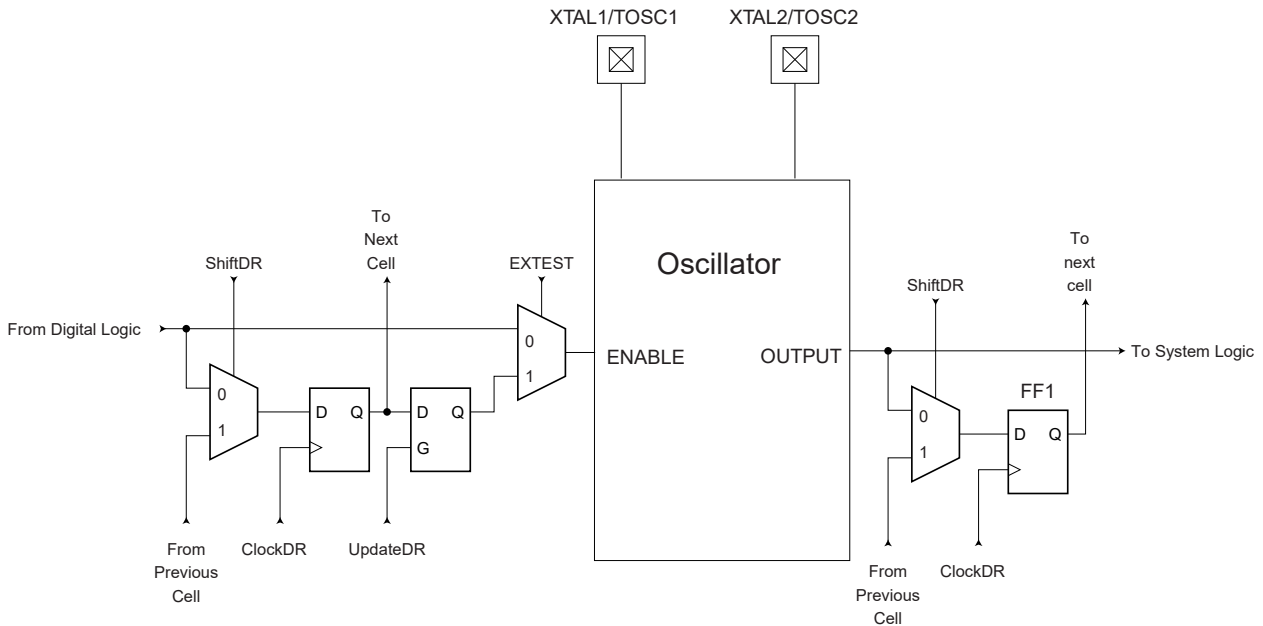 XTAL1/TOSC1
XTAL2/TOSC2
To
Next
Cell
ShiftDR
EXTEST
Oscillator
To
next
cell
ShiftDR
From Digital Logic
0
1
ENABLE
OUTPUT
To System Logic
0
1
D Q
D Q
G
FF1
0
1
D Q
From
Previous
Cell
ClockDR
UpdateDR
From
Previous
Cell
ClockDR